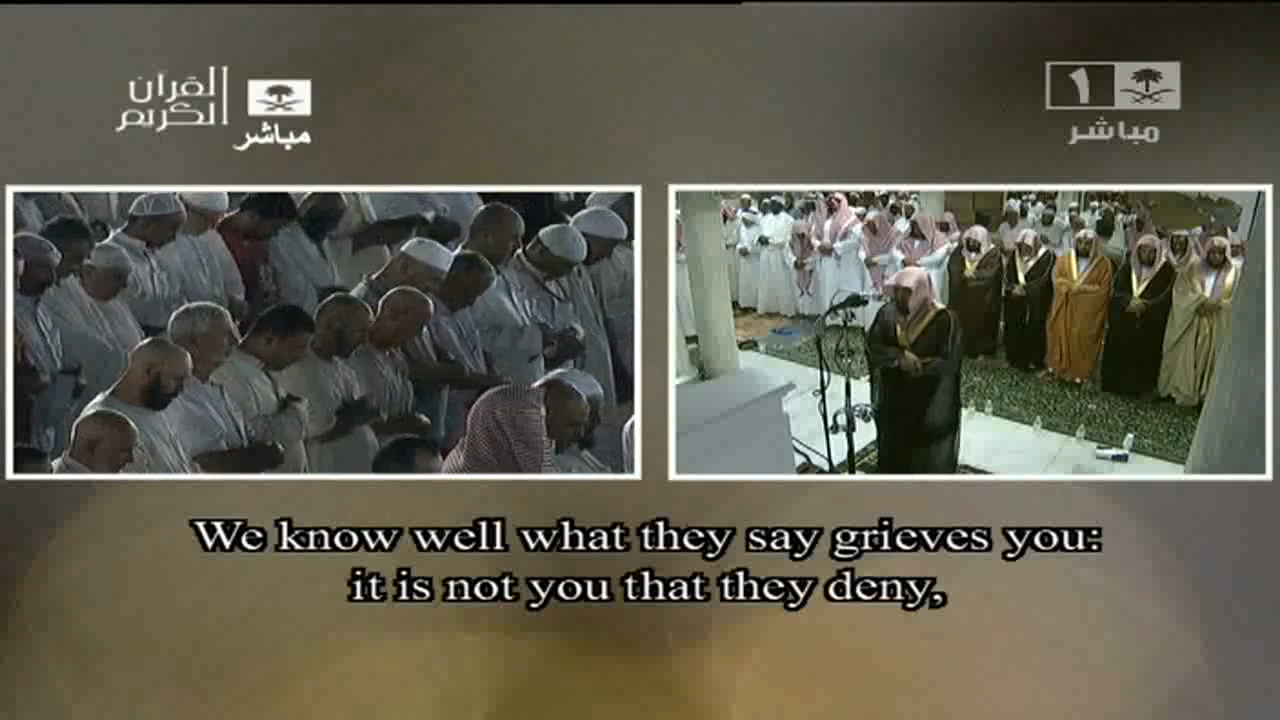 القرآن
الكريم
مباشر
١
مباشر
We know well what they say grieves you:
it is not you that they deny,